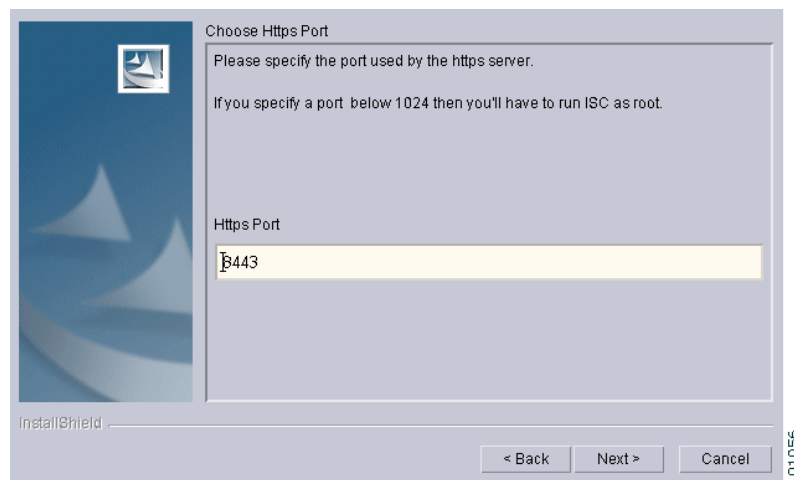 Choose Https Port
Please specify the port used by the https server.
If you specify a port below 1024 then you'll have to run ISC as root.
Https Port
8443
InstallShield
< Back
Next >
Cancel